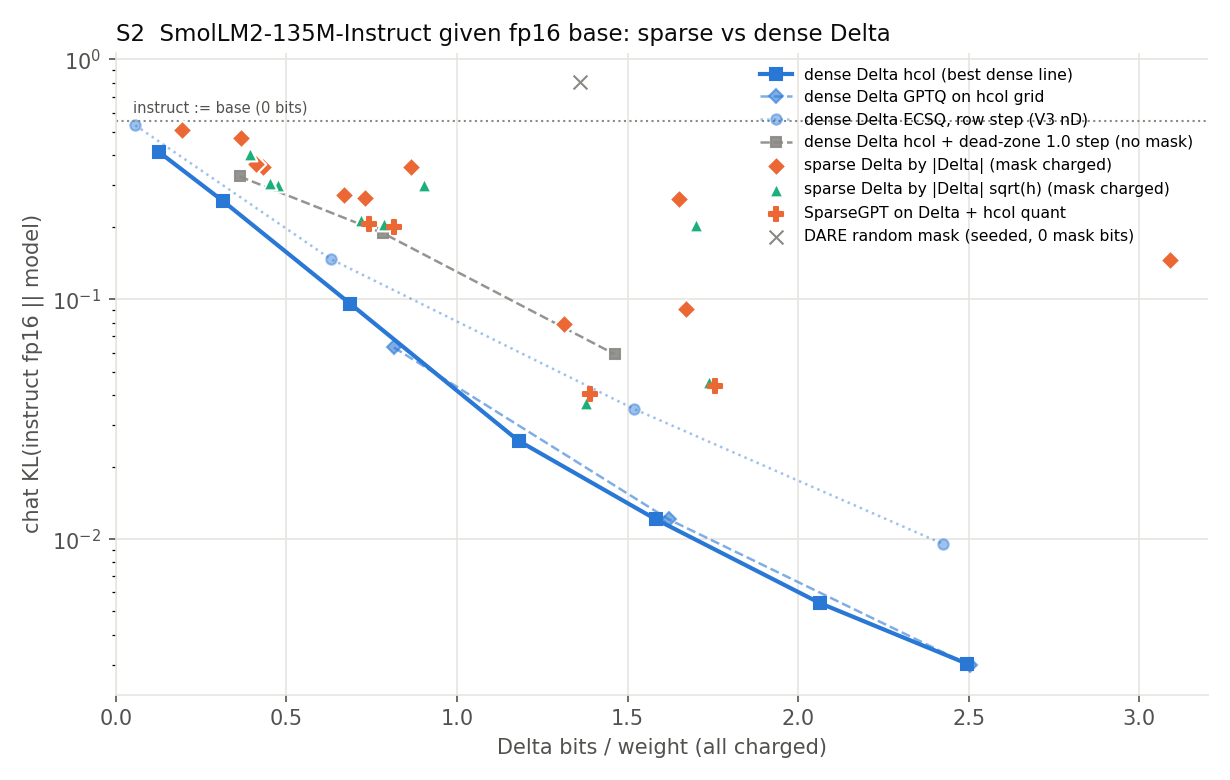 S2  SmolLM2-135M-Instruct given fp16 base: sparse vs dense Delta
10⁰
10⁻¹
10⁻²
chat KL(instruct fp16 || model)
instruct := base (0 bits)
dense Delta hcol (best dense line)
dense Delta GPTQ on hcol grid
dense Delta ECSQ, row step (V3 nD)
dense Delta hcol + dead-zone 1.0 step (no mask)
sparse Delta by |Delta| (mask charged)
sparse Delta by |Delta| sqrt(h) (mask charged)
SparseGPT on Delta + hcol quant
DARE random mask (seeded, 0 mask bits)
0.0 0.5 1.0 1.5 2.0 2.5 3.0
Delta bits / weight (all charged)